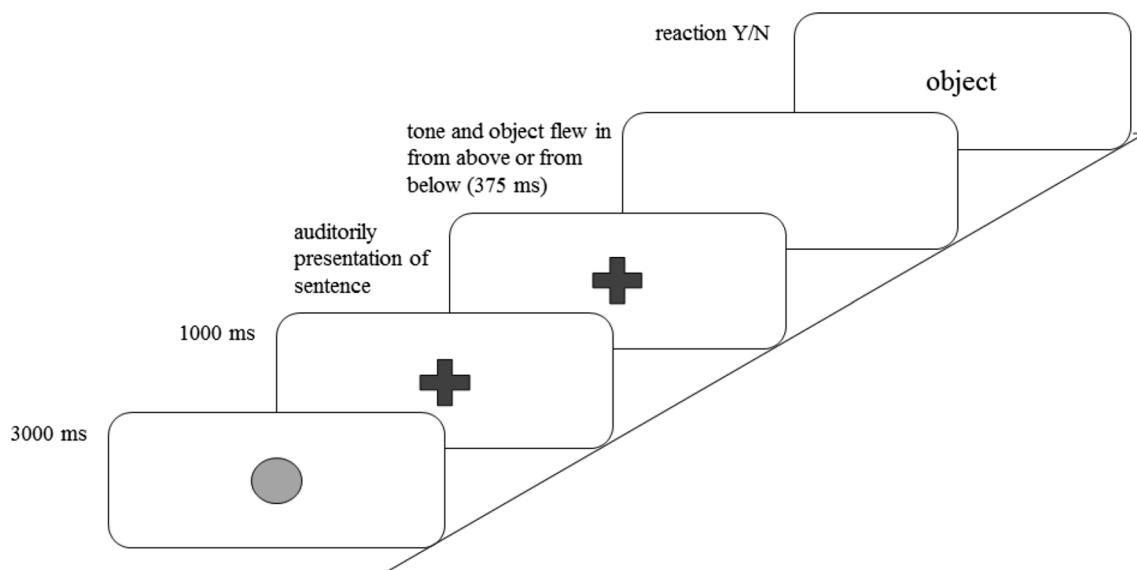 reaction Y/N
object
tone and object flew in
from above or from
below (375 ms)
auditorily
presentation of
sentence
1000 ms
3000 ms